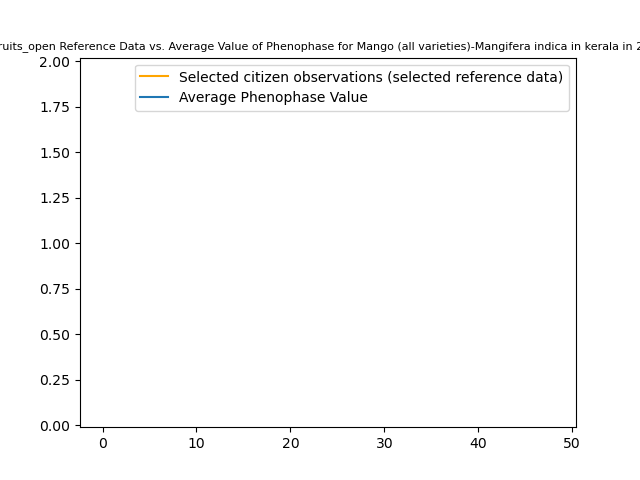 ruits_open Reference Data vs. Average Value of Phenophase for Mango (all varieties)-Mangifera indica in kerala in 2
Selected citizen observations (selected reference data)
Average Phenophase Value
2.00
1.75
1.50
1.25
1.00
0.75
0.50
0.25
0.00
0 10 20 30 40 50